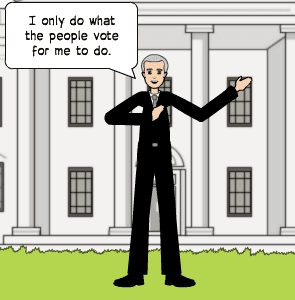 I only do what
the people vote
for me to do.